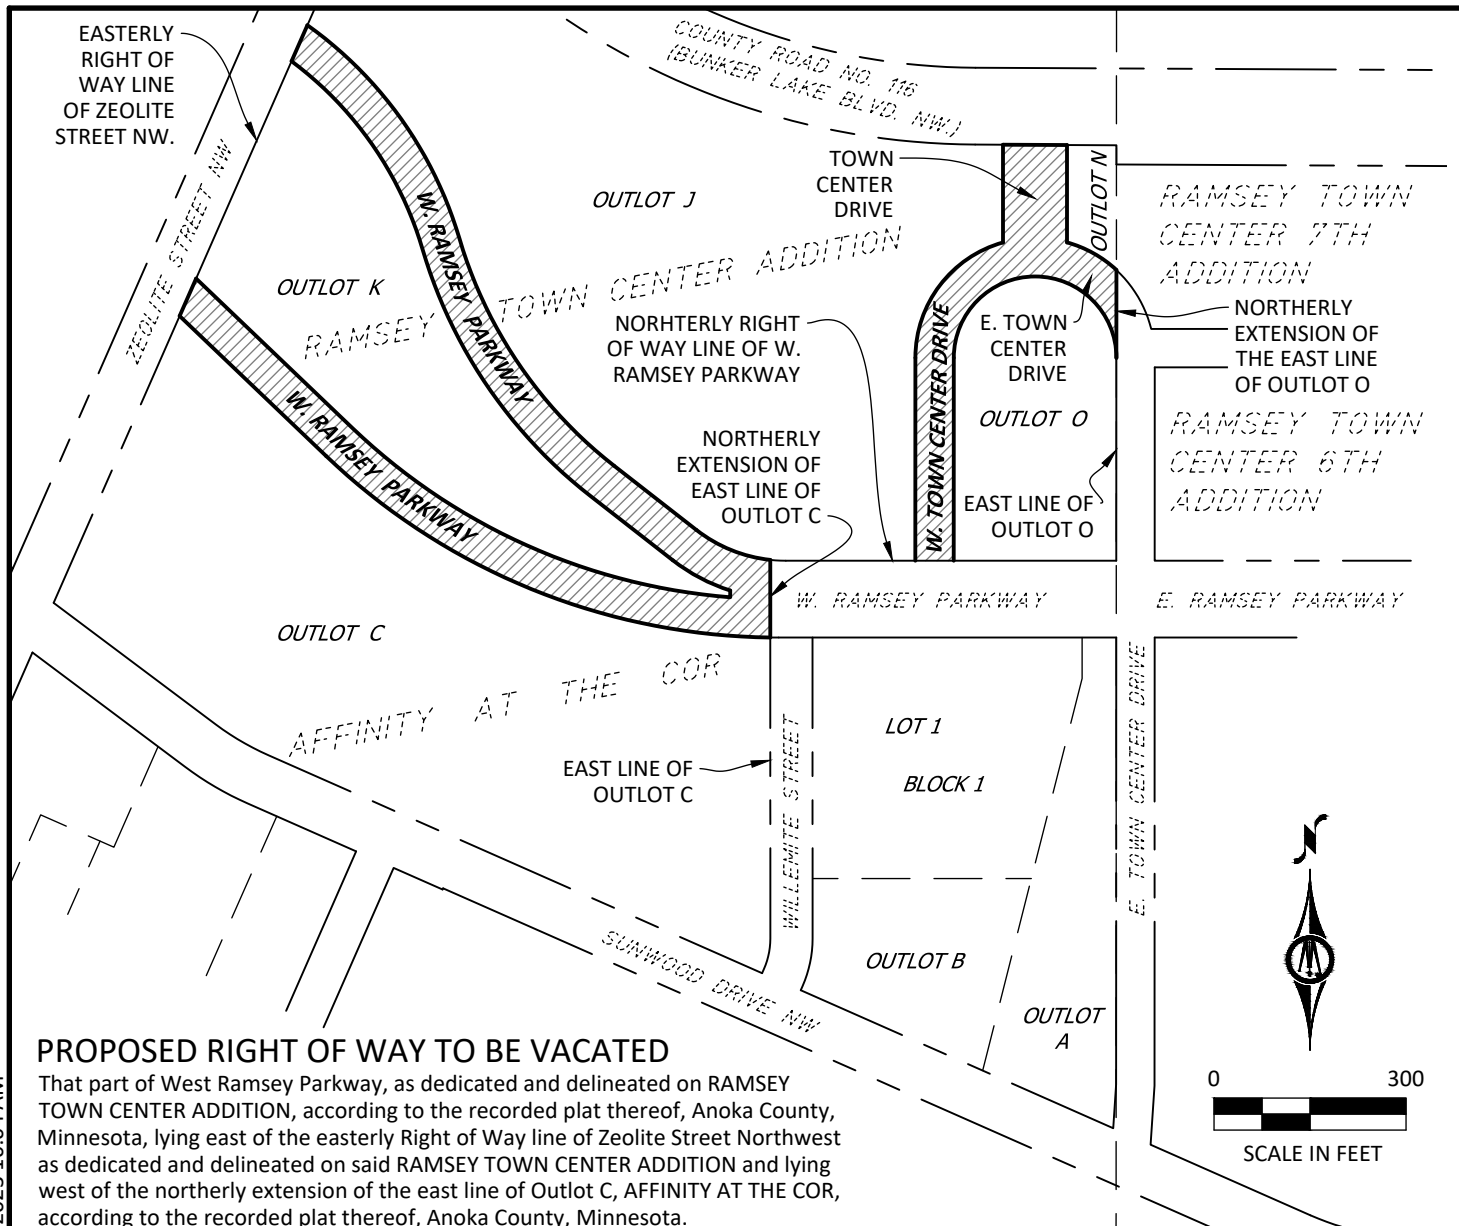 EASTERLY
RIGHT OF
WAY LINE
OF ZEOLITE
STREET NW.
COUNTY ROAD NO. 116
(BUNKER LAKE BLVD. NW.)
ZEOLITE STREET NW
OUTLOT J
TOWN
CENTER
DRIVE
OUTLOT N
RAMSEY TOWN
CENTER 7TH
ADDITION
W. RAMSEY PARKWAY
OUTLOT K
RAMSEY TOWN CENTER ADDITION
NORHTERLY RIGHT
OF WAY LINE OF W.
RAMSEY PARKWAY
E. TOWN
CENTER
DRIVE
NORTHERLY
EXTENSION OF
THE EAST LINE
OF OUTLOT O
W. RAMSEY PARKWAY
W. TOWN CENTER DRIVE
OUTLOT O
RAMSEY TOWN
CENTER 6TH
ADDITION
NORTHERLY
EXTENSION OF
EAST LINE OF
OUTLOT C
EAST LINE OF
OUTLOT O
W. RAMSEY PARKWAY
E. RAMSEY PARKWAY
OUTLOT C
AFFINITY AT THE COR
EAST LINE OF
OUTLOT C
WILLEMITE STREET
LOT 1
BLOCK 1
E. TOWN CENTER DRIVE
OUTLOT B
OUTLOT
A
SUNWOOD DRIVE NW
N
0 300
SCALE IN FEET
PROPOSED RIGHT OF WAY TO BE VACATED
That part of West Ramsey Parkway, as dedicated and delineated on RAMSEY
TOWN CENTER ADDITION, according to the recorded plat thereof, Anoka County,
Minnesota, lying east of the easterly Right of Way line of Zeolite Street Northwest
as dedicated and delineated on said RAMSEY TOWN CENTER ADDITION and lying
west of the northerly extension of the east line of Outlot C, AFFINITY AT THE COR,
according to the recorded plat thereof, Anoka County, Minnesota.